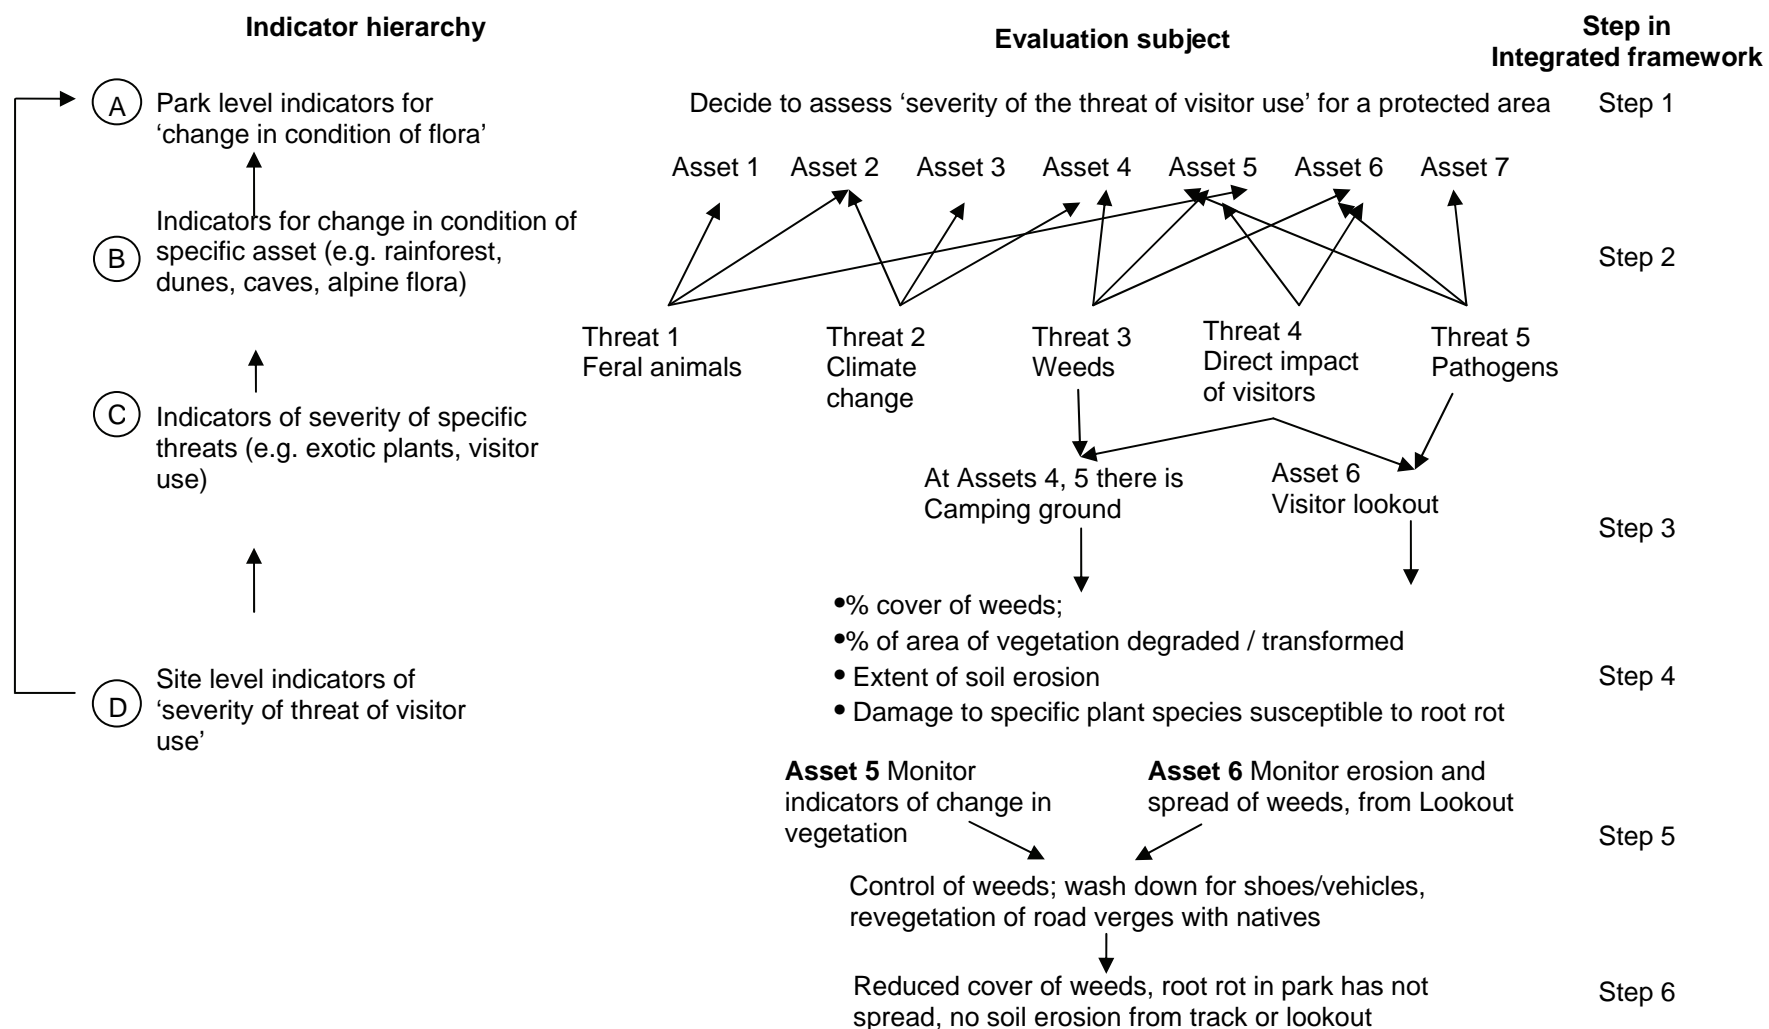 Indicator hierarchy
Evaluation subject
Step in
Integrated framework
A
Park level indicators for
‘change in condition of flora’
Decide to assess ‘severity of the threat of visitor use’ for a protected area
Step 1
Asset 1
Asset 2
Asset 3
Asset 4
Asset 5
Asset 6
Asset 7
B
Indicators for change in condition of
specific asset (e.g. rainforest,
dunes, caves, alpine flora)
Step 2
Threat 1
Feral animals
Threat 2
Climate
change
Threat 3
Weeds
Threat 4
Direct impact
of visitors
Threat 5
Pathogens
C
Indicators of severity of specific
threats (e.g. exotic plants, visitor
use)
At Assets 4, 5 there is
Camping ground
Asset 6
Visitor lookout
Step 3
•% cover of weeds;
•% of area of vegetation degraded / transformed
• Extent of soil erosion
• Damage to specific plant species susceptible to root rot
Step 4
D
Site level indicators of
‘severity of threat of visitor
use’
Asset 5 Monitor
indicators of change in
vegetation
Asset 6 Monitor erosion and
spread of weeds, from Lookout
Step 5
Control of weeds; wash down for shoes/vehicles,
revegetation of road verges with natives
Reduced cover of weeds, root rot in park has not
spread, no soil erosion from track or lookout
Step 6